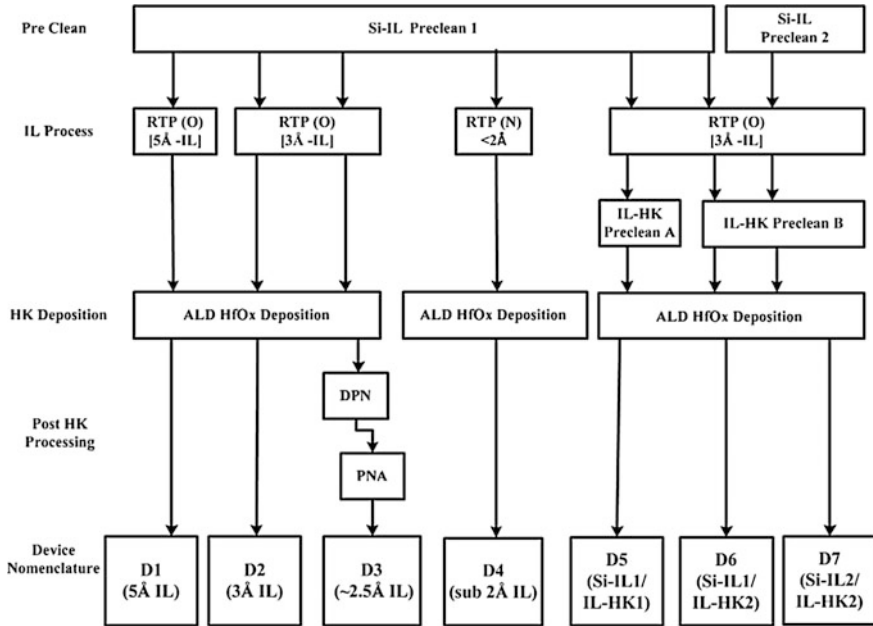 Pre Clean
Si-IL Preclean 1
Si-IL
Preclean 2
IL Process
RTP (O)
[5Å -IL]
RTP (O)
[3Å -IL]
RTP (N)
<2Å
RTP (O)
[3Å -IL]
IL-HK
Preclean A
IL-HK Preclean B
HK Deposition
ALD HfOx Deposition
ALD HfOx Deposition
ALD HfOx Deposition
Post HK
Processing
DPN
PNA
Device
Nomenclature
D1
(5Å IL)
D2
(3Å IL)
D3
(~2.5Å IL)
D4
(sub 2Å IL)
D5
(Si-IL1/
IL-HK1)
D6
(Si-IL1/
IL-HK2)
D7
(Si-IL2/
IL-HK2)